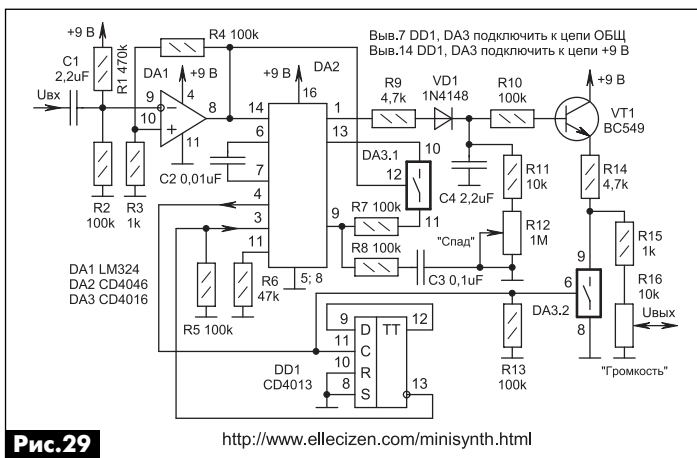 Выв.7 DD1, DA3 подключить к цепи ОБЩ
Выв.14 DD1, DA3 подключить к цепи +9 В
+9 В
C1
2,2uF
R1 470k
R4 100k
DA1
+9 В
4
Uвх
9
10
8
11
R2
100k
R3
1k
+9 В
DA2
16
14
6
7
C2 0,01uF
4
3
11
1
13
9
5; 8
R5 100k
R6
47k
DA1 LM324
DA2 CD4046
DA3 CD4016
R9
4,7k
VD1
1N4148
R10
100k
+9 В
VT1
BC549
DA3.1
10
12
11
R7 100k
R8
100k
C3 0,1uF
C4 2,2uF
R11
10k
R12
1M
"Спад"
R14
4,7k
R15
1k
R16
10k
9
6
8
DA3.2
Uвых
"Громкость"
R13
100k
DD1
CD4013
9
11
10
8
D
C
R
S
TT
12
13
Рис.29
http://www.ellecizen.com/minisynth.html